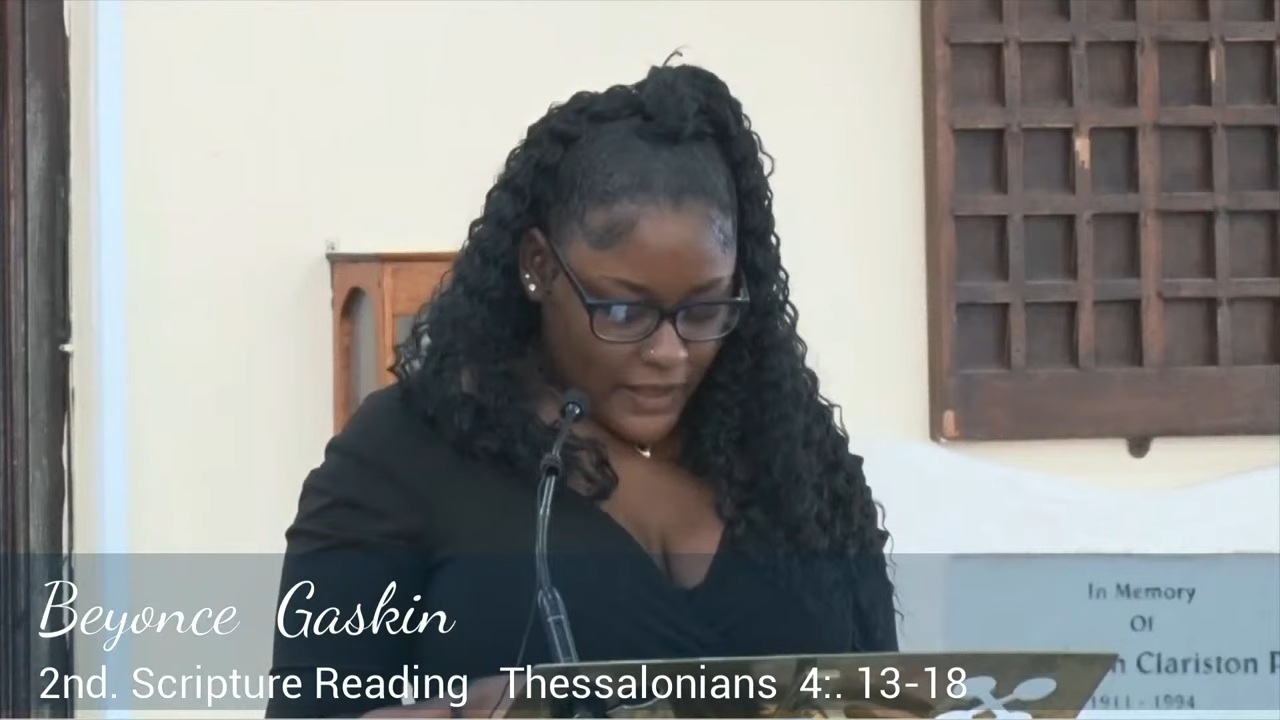 In Memory
Of
Clariston
1911 - 1994
Beyonce Gaskin
2nd. Scripture Reading Thessalonians 4:. 13-18